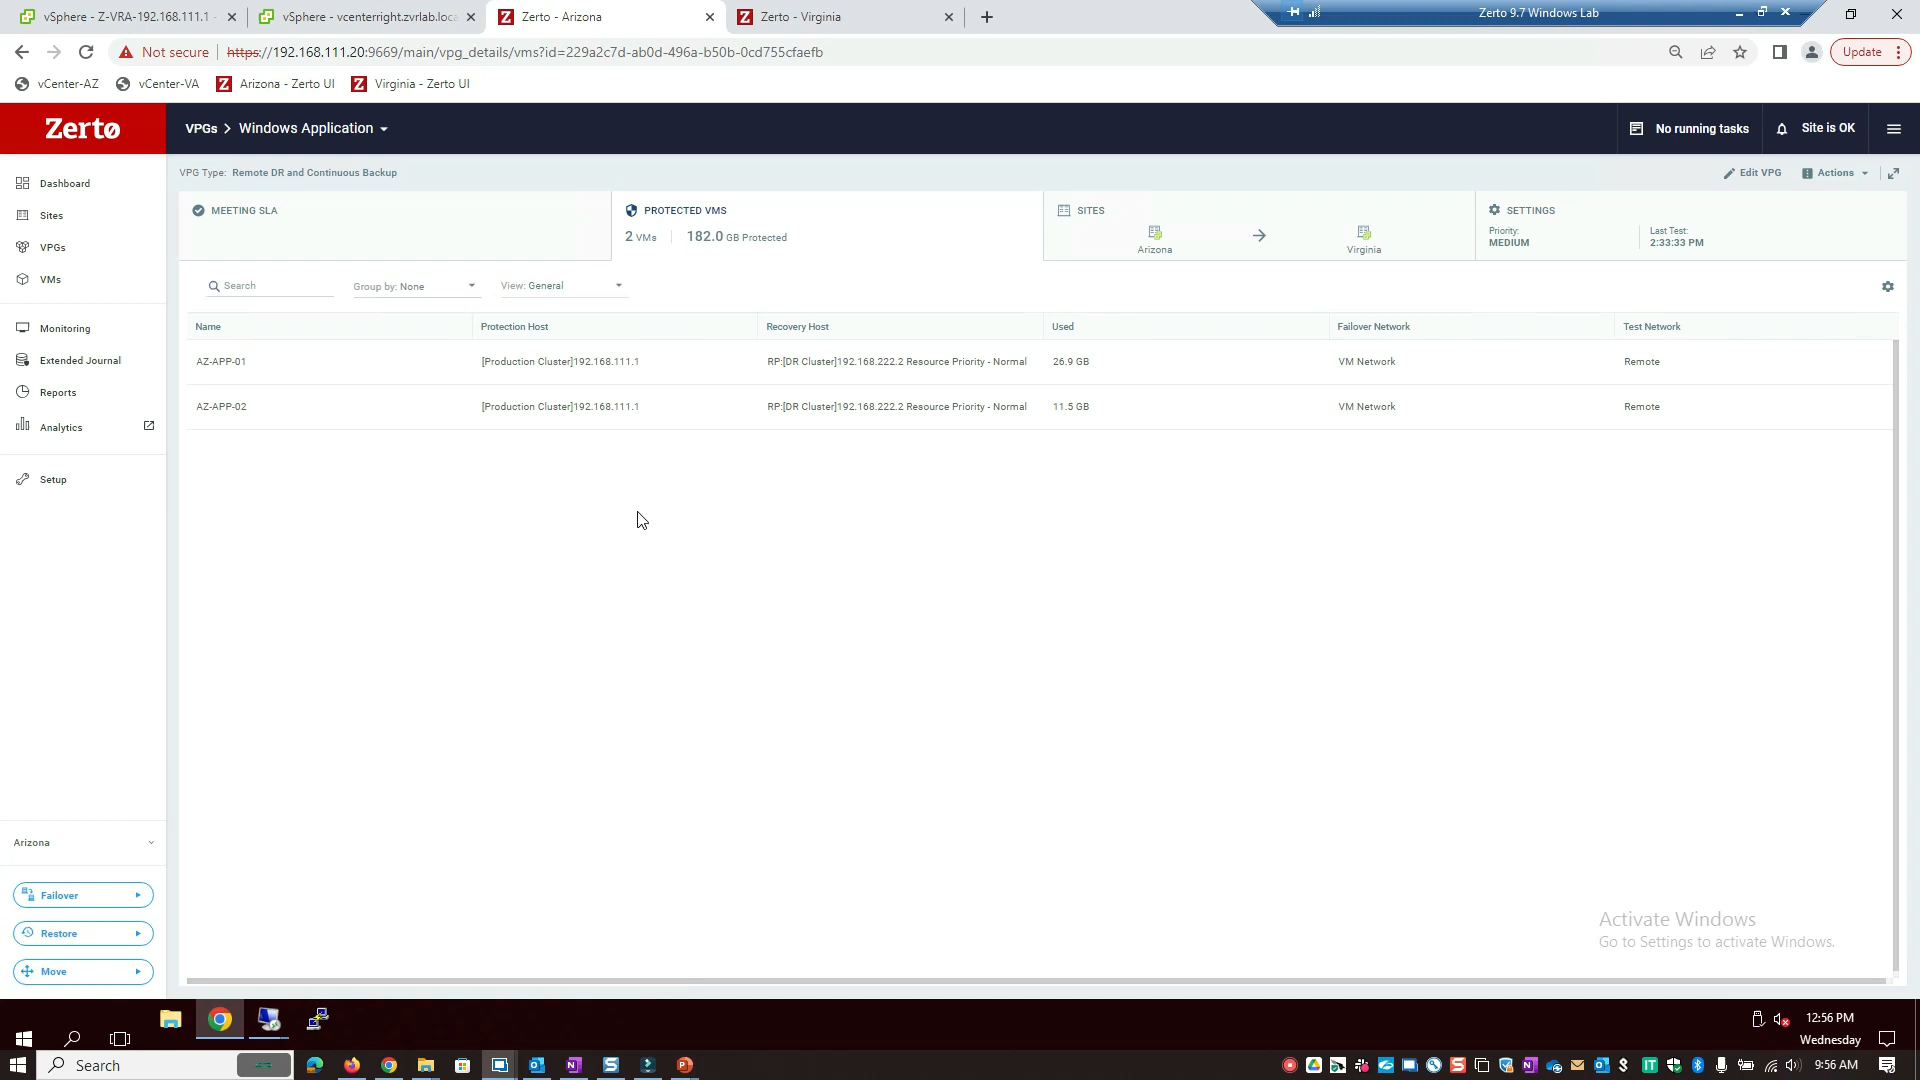 vSphere - Z-VRA-192.168.111.1 -
vSphere - vcenterright.zvrlab.loca
Zerto - Arizona
Zerto - Virginia
Zerto 9.7 Windows Lab
Not secure
https://192.168.111.20:9669/main/vpg_details/vms?id=229a2c7d-ab0d-496a-b50b-0cd755cfaefb
Update
vCenter-AZ
vCenter-VA
Arizona - Zerto UI
Virginia - Zerto UI
Zerto
VPGs > Windows Application
No running tasks
Site is OK
Dashboard
Sites
VPGs
VMs
Monitoring
Extended Journal
Reports
Analytics
Setup
VPG Type: Remote DR and Continuous Backup
Edit VPG
Actions
MEETING SLA
PROTECTED VMS
2 VMs
182.0 GB Protected
SITES
Arizona
Virginia
SETTINGS
Priority:
MEDIUM
Last Test:
2:33:33 PM
Search
Group by: None
View: General
Name Protection Host Recovery Host Used Failover Network Test Network
AZ-APP-01 [Production Cluster]192.168.111.1 RP:[DR Cluster]192.168.222.2 Resource Priority - Normal 26.9 GB VM Network Remote
AZ-APP-02 [Production Cluster]192.168.111.1 RP:[DR Cluster]192.168.222.2 Resource Priority - Normal 11.5 GB VM Network Remote
Arizona
Failover
Restore
Move
Activate Windows
Go to Settings to activate Windows.
12:56 PM
Wednesday
Search
9:56 AM